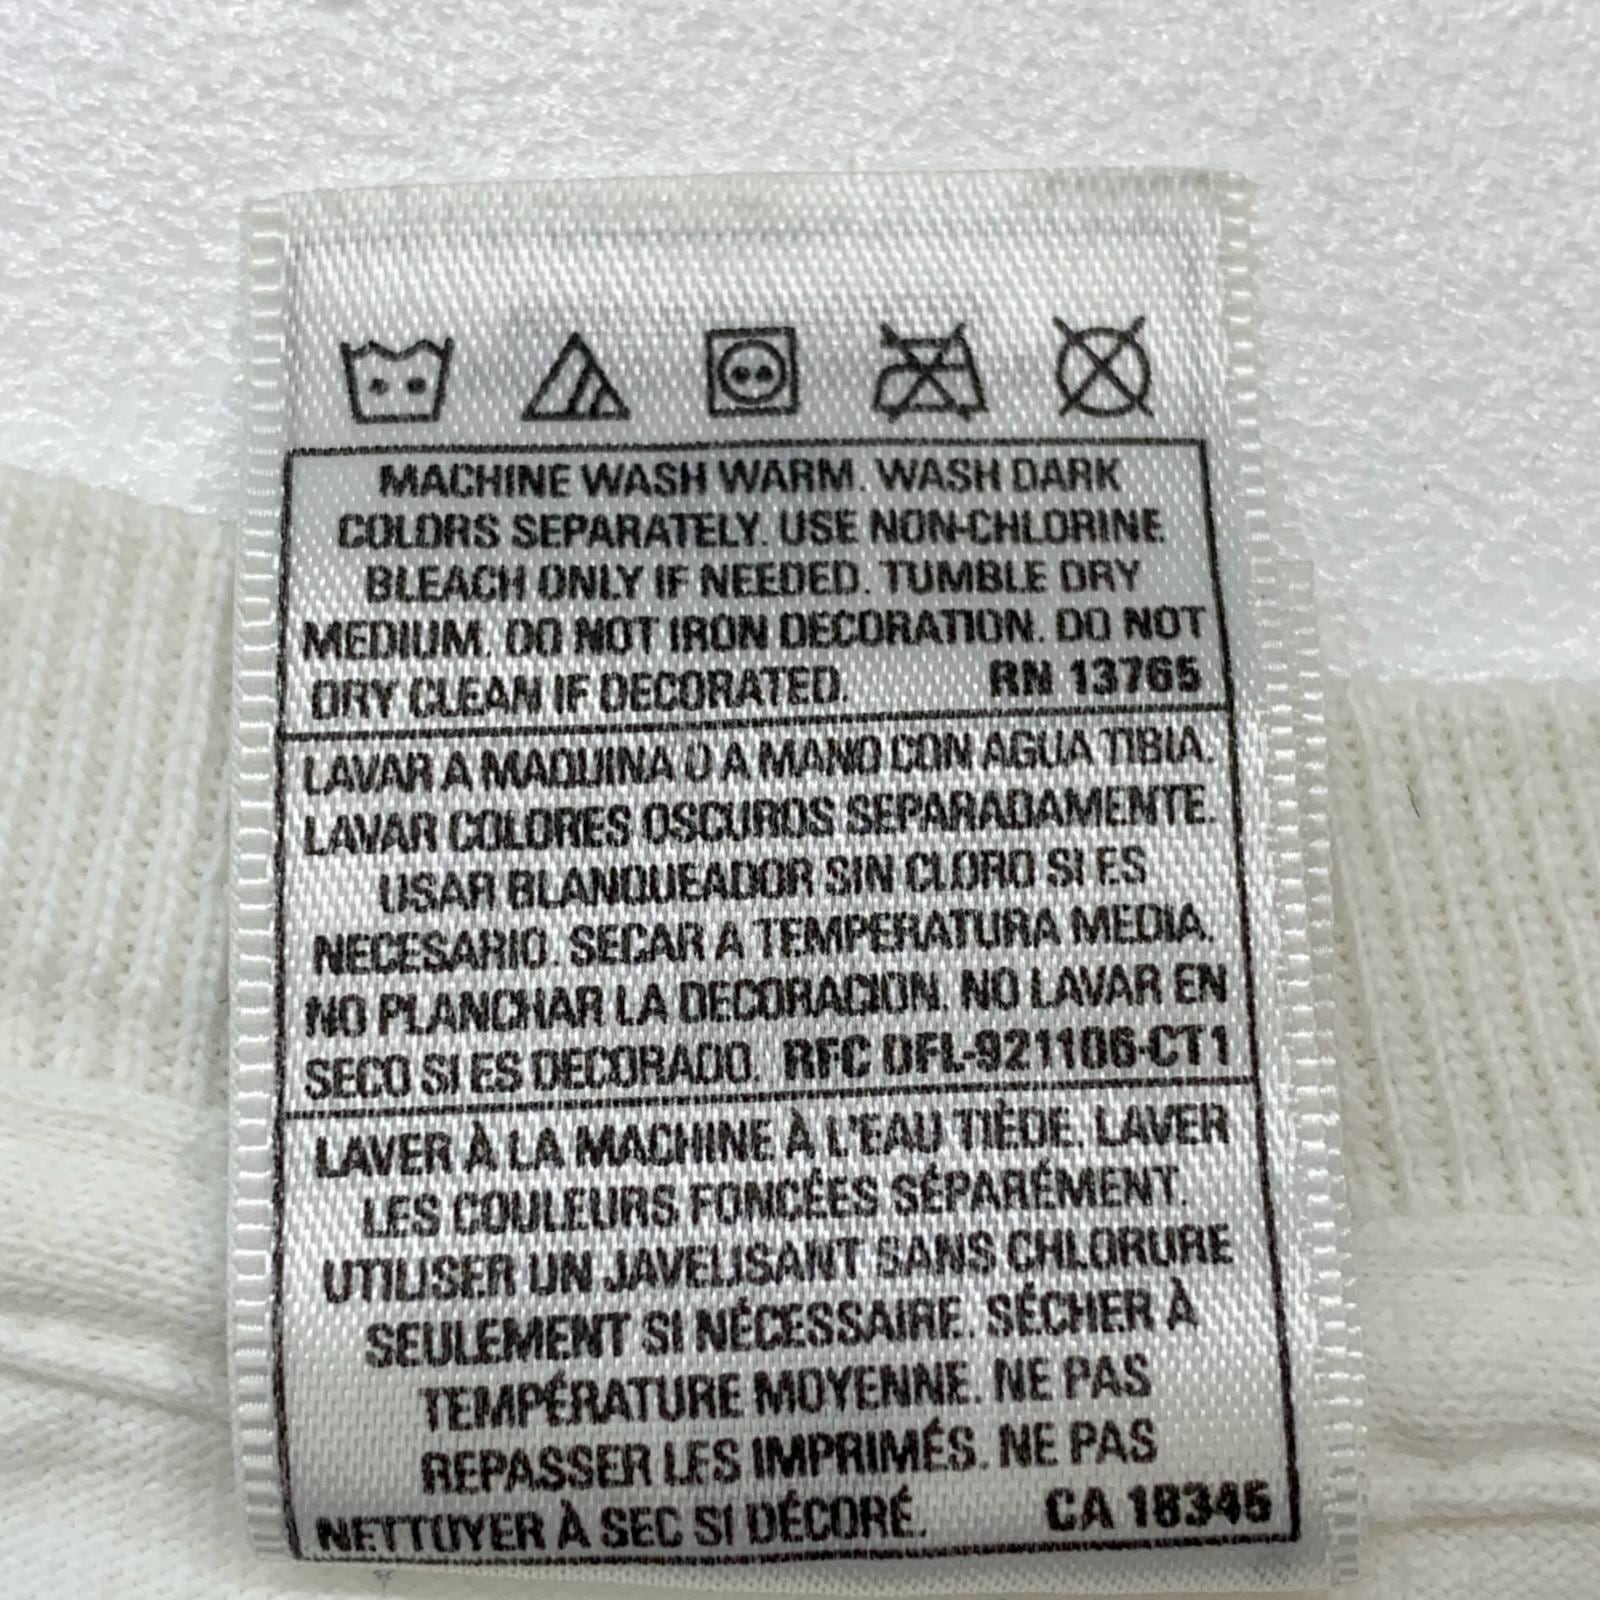 MACHINE WASH WARM. WASH DARK
COLORS SEPARATELY. USE NON-CHLORINE
BLEACH ONLY IF NEEDED. TUMBLE DRY
MEDIUM. DO NOT IRON DECORATION. DO NOT
DRY CLEAN IF DECORATED. RN 13765
LAVAR A MAQUINA O A MANO CON AGUA TIBIA.
LAVAR COLORES OSCUROS SEPARADAMENTE.
USAR BLANQUEADOR SIN CLORO SI ES
NECESARIO. SECAR A TEMPERATURA MEDIA.
NO PLANCHAR LA DECORACION. NO LAVAR EN
SECO SI ES DECORADO. RFC DFL-921106-CT1
LAVER À LA MACHINE À L'EAU TIÈDE. LAVER
LES COULEURS FONCÉES SÉPARÉMENT.
UTILISER UN JAVELISANT SANS CHLORURE
SEULEMENT SI NÉCESSAIRE. SÉCHER À
TEMPÉRATURE MOYENNE. NE PAS
REPASSER LES IMPRIMÉS. NE PAS
NETTOYER À SEC SI DÉCORÉ. CA 18345